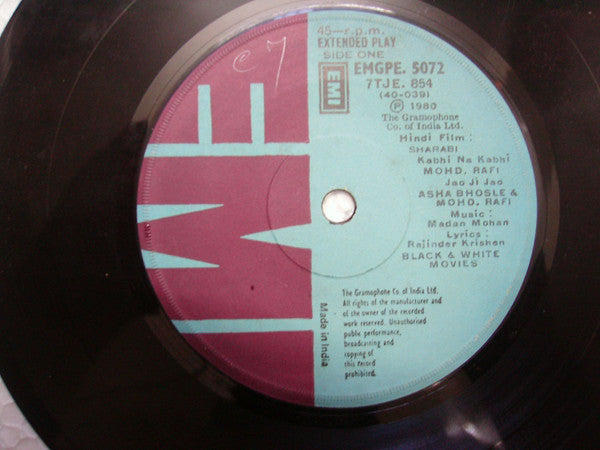 c 7
EMI
45—r.p.m.
EXTENDED PLAY
SIDE ONE
EMI
EMGPE. 5072
7TJE. 854
(40-039)
Ⓟ 1980
The Gramophone
Co. of India Ltd.
Hindi Film :
SHARABI
Kabhi Na Kabhi
MOHD. RAFI
Jao Ji Jao
ASHA BHOSLE &
MOHD. RAFI
Music :
Madan Mohan
Lyrics :
Rajinder Krishen
BLACK & WHITE
MOVIES
The Gramophone Co. of India Ltd.
All rights of the manufacturer and
of the owner of the recorded
work reserved. Unauthorised
public performance,
broadcasting and
copying of
this record
prohibited.
Made in India